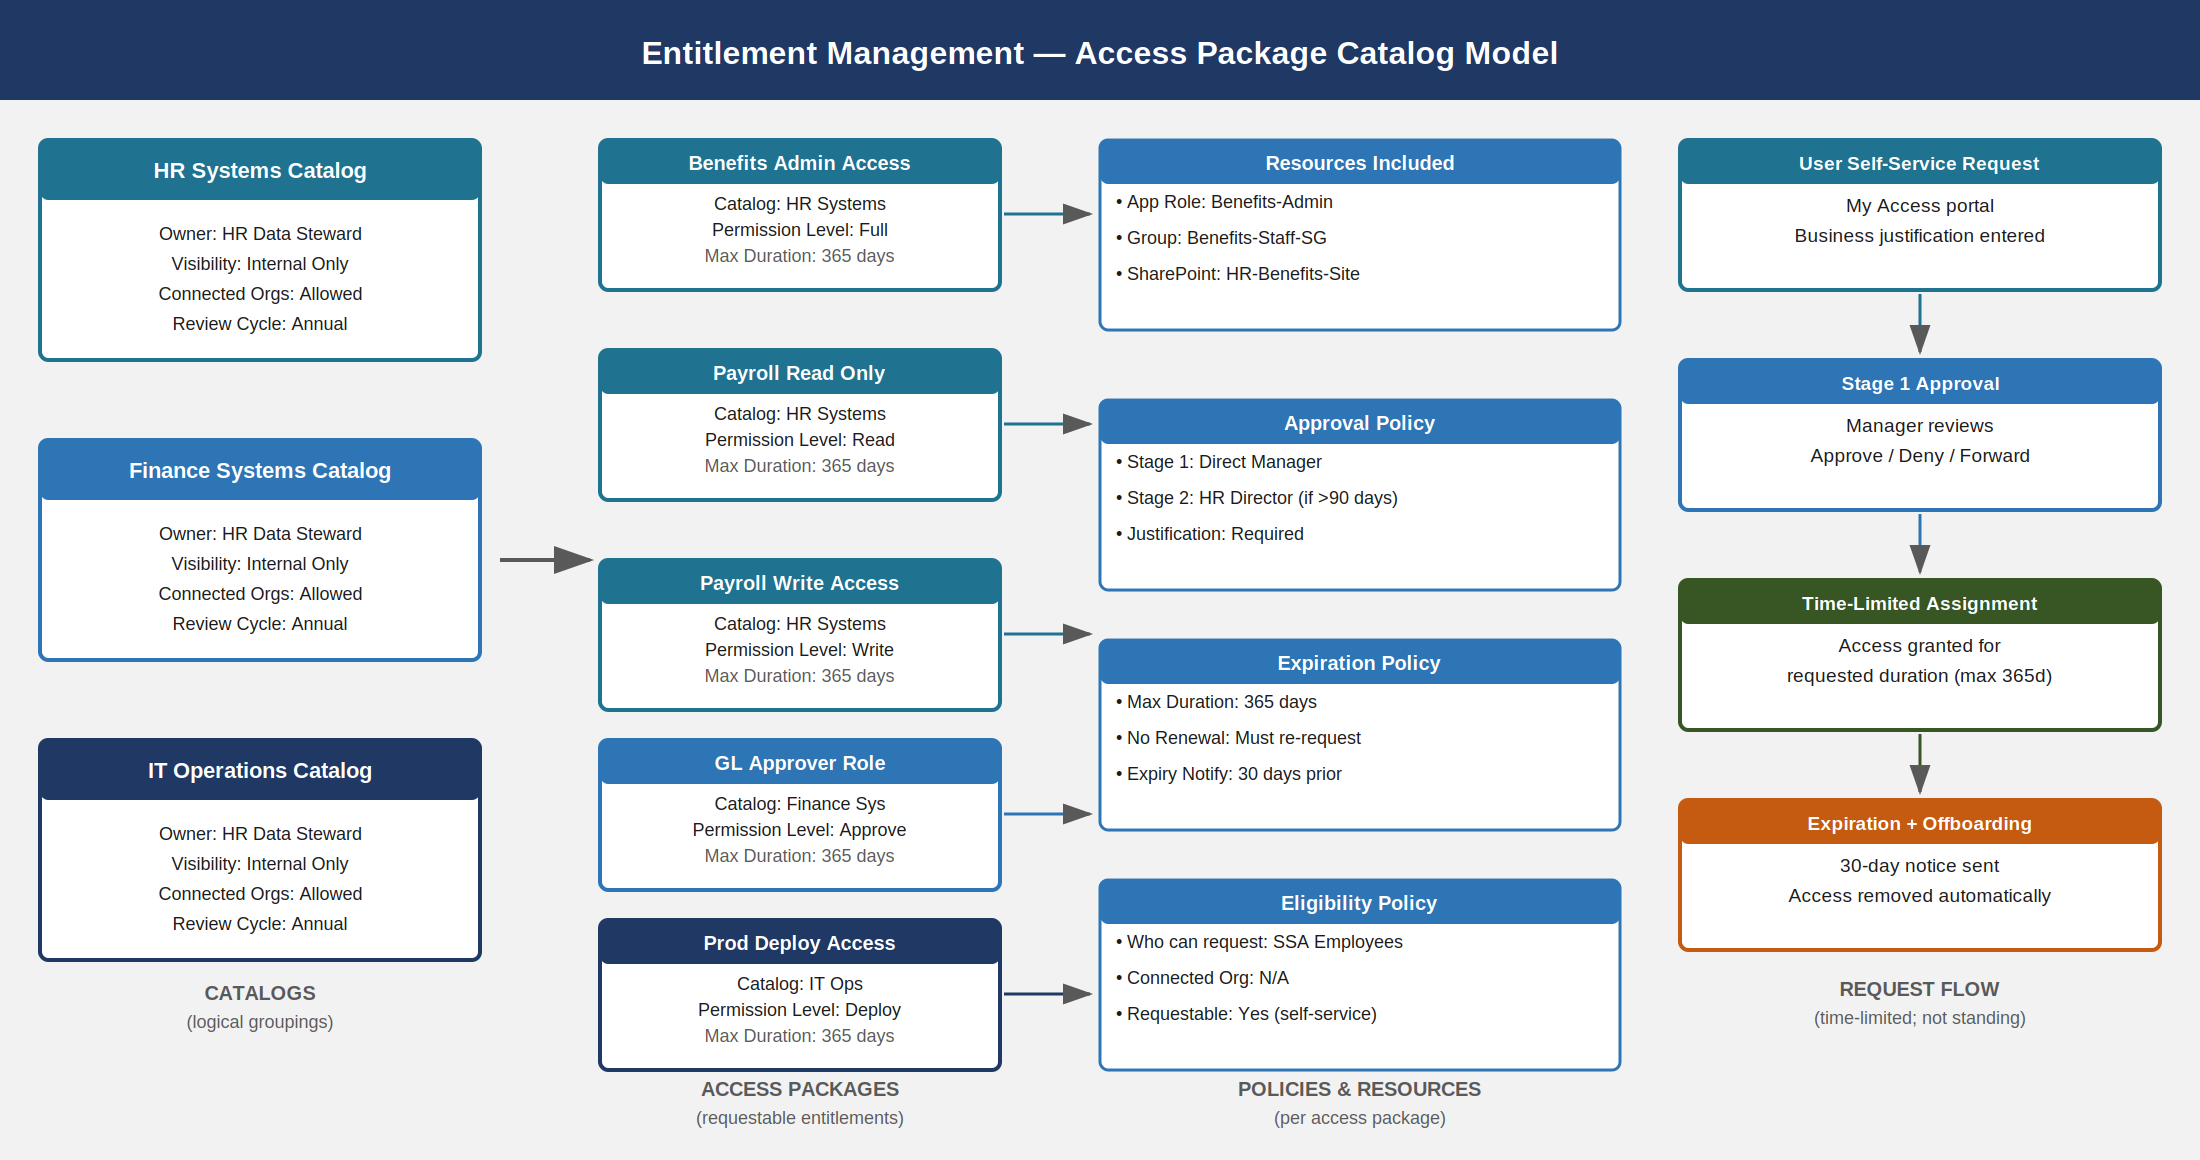 Entitlement Management — Access Package Catalog Model
HR Systems Catalog
Owner: HR Data Steward
Visibility: Internal Only
Connected Orgs: Allowed
Review Cycle: Annual
Finance Systems Catalog
Owner: HR Data Steward
Visibility: Internal Only
Connected Orgs: Allowed
Review Cycle: Annual
IT Operations Catalog
Owner: HR Data Steward
Visibility: Internal Only
Connected Orgs: Allowed
Review Cycle: Annual
CATALOGS
(logical groupings)
Benefits Admin Access
Catalog: HR Systems
Permission Level: Full
Max Duration: 365 days
Payroll Read Only
Catalog: HR Systems
Permission Level: Read
Max Duration: 365 days
Payroll Write Access
Catalog: HR Systems
Permission Level: Write
Max Duration: 365 days
GL Approver Role
Catalog: Finance Sys
Permission Level: Approve
Max Duration: 365 days
Prod Deploy Access
Catalog: IT Ops
Permission Level: Deploy
Max Duration: 365 days
ACCESS PACKAGES
(requestable entitlements)
Resources Included
• App Role: Benefits-Admin
• Group: Benefits-Staff-SG
• SharePoint: HR-Benefits-Site
Approval Policy
• Stage 1: Direct Manager
• Stage 2: HR Director (if >90 days)
• Justification: Required
Expiration Policy
• Max Duration: 365 days
• No Renewal: Must re-request
• Expiry Notify: 30 days prior
Eligibility Policy
• Who can request: SSA Employees
• Connected Org: N/A
• Requestable: Yes (self-service)
POLICIES & RESOURCES
(per access package)
User Self-Service Request
My Access portal
Business justification entered
Stage 1 Approval
Manager reviews
Approve / Deny / Forward
Time-Limited Assignment
Access granted for
requested duration (max 365d)
Expiration + Offboarding
30-day notice sent
Access removed automatically
REQUEST FLOW
(time-limited; not standing)